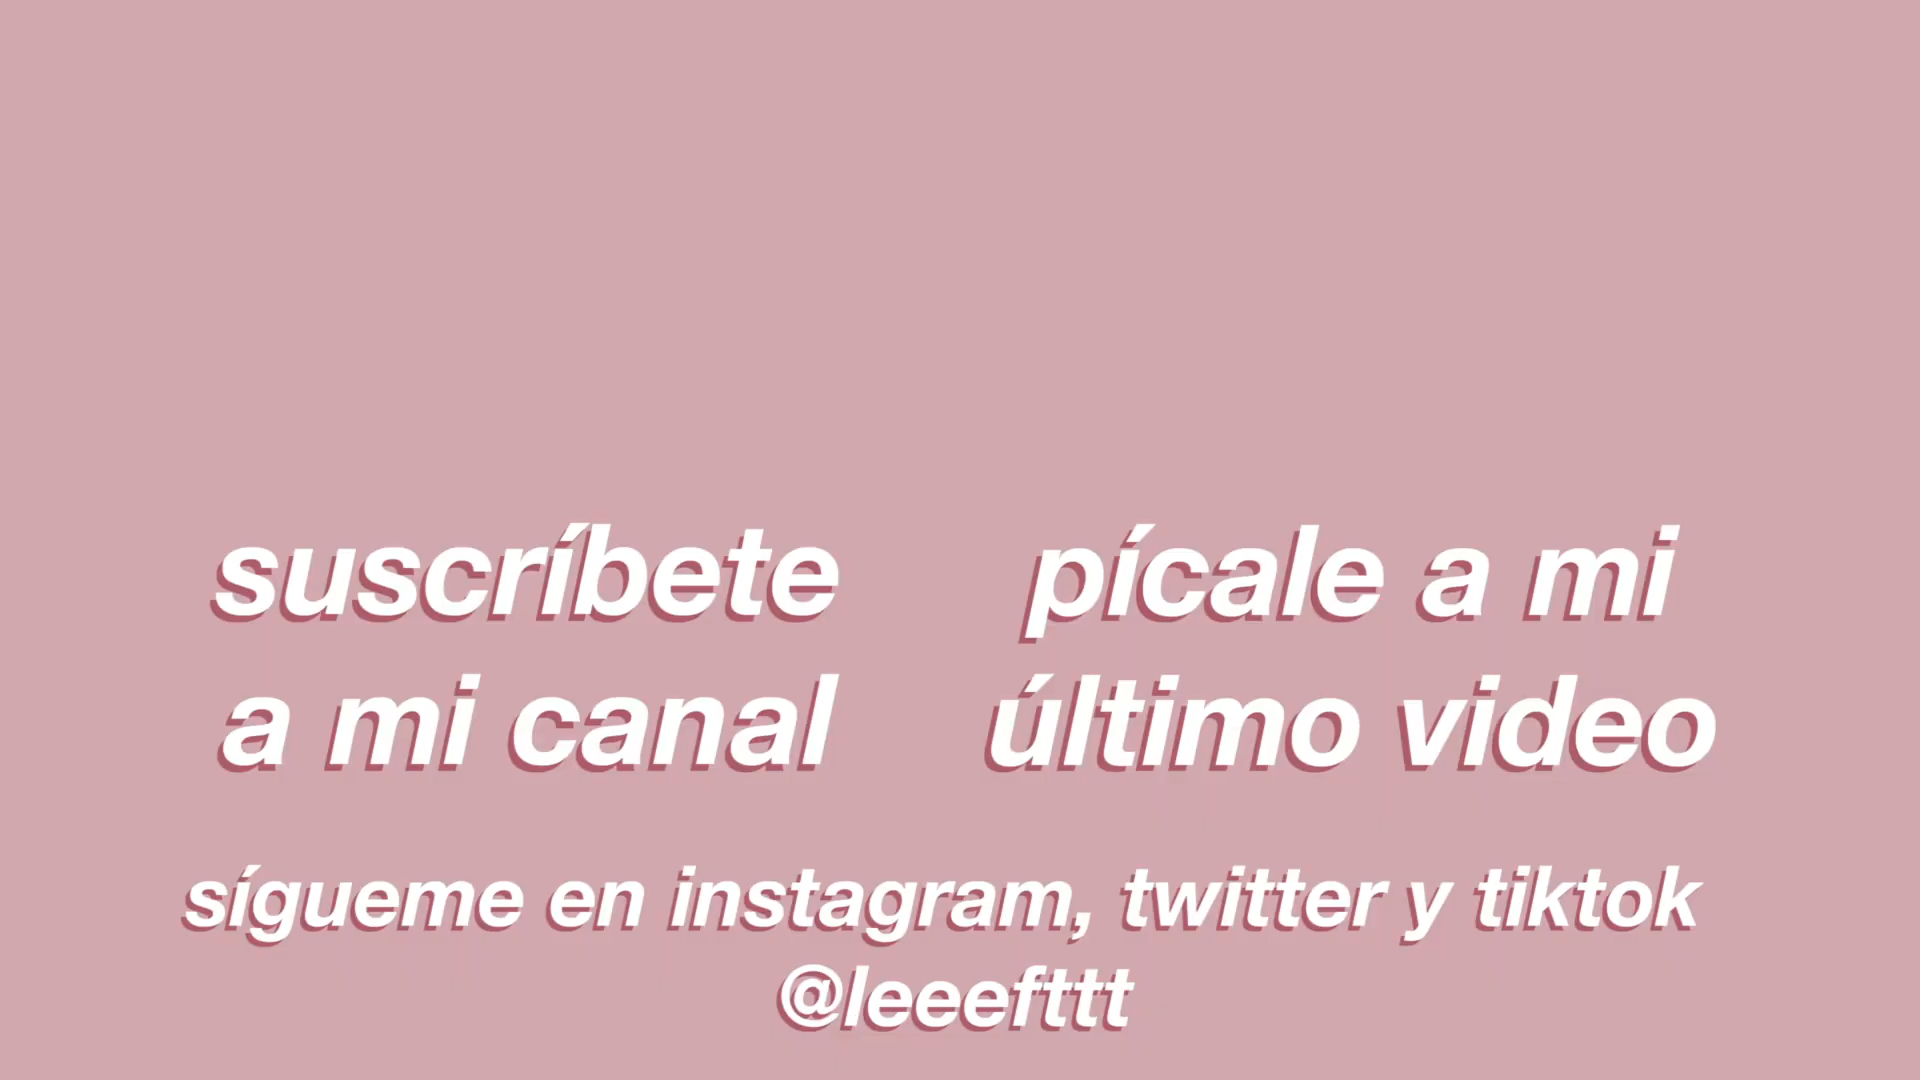 suscríbete
a mi canal
pícale a mi
último video
sígueme en instagram, twitter y tiktok
@leeefttt